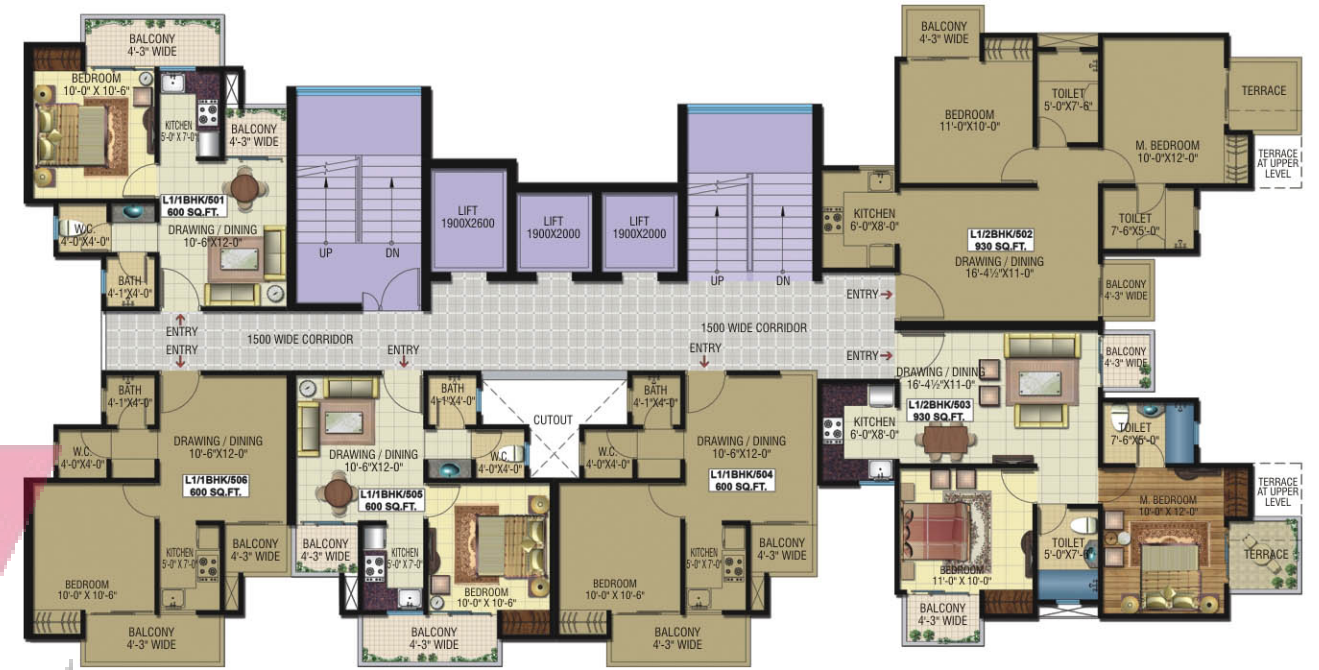 BALCONY
4'-3" WIDE
BEDROOM
10'-0" X 10'-6"
KITCHEN
5'-0" X 7'-0"
BALCONY
4'-3" WIDE
L1/1BHK/501
600 SQ.FT.
W.C.
4'-0"X4'-0"
DRAWING / DINING
10'-6"X12'-0"
BATH
4'-1"X4'-0"
ENTRY
UP
DN
LIFT
1900X2600
LIFT
1900X2000
LIFT
1900X2000
UP
DN
BALCONY
4'-3" WIDE
BEDROOM
11'-0"X10'-0"
TOILET
5'-0"X7'-6"
M. BEDROOM
10'-0"X12'-0"
TERRACE
TERRACE
AT UPPER
LEVEL
KITCHEN
6'-0"X8'-0"
TOILET
7'-6"X5'-0"
L1/2BHK/502
930 SQ.FT.
DRAWING / DINING
16'-4½"X11'-0"
BALCONY
4'-3" WIDE
ENTRY
1500 WIDE CORRIDOR
1500 WIDE CORRIDOR
ENTRY
ENTRY
ENTRY
ENTRY
BATH
4'-1"X4'-0"
W.C.
4'-0"X4'-0"
DRAWING / DINING
10'-6"X12'-0"
L1/1BHK/506
600 SQ.FT.
KITCHEN
5'-0" X 7'-0"
BALCONY
4'-3" WIDE
BEDROOM
10'-0" X 10'-6"
BALCONY
4'-3" WIDE
BATH
4'-1"X4'-0"
DRAWING / DINING
10'-6"X12'-0"
W.C.
4'-0"X4'-0"
L1/1BHK/505
600 SQ.FT.
BALCONY
4'-3" WIDE
KITCHEN
5'-0" X 7'-0"
BEDROOM
10'-0" X 10'-6"
BALCONY
4'-3" WIDE
CUTOUT
BATH
4'-1"X4'-0"
W.C.
4'-0"X4'-0"
DRAWING / DINING
10'-6"X12'-0"
L1/1BHK/504
600 SQ.FT.
KITCHEN
5'-0" X 7'-0"
BALCONY
4'-3" WIDE
BEDROOM
10'-0" X 10'-6"
BALCONY
4'-3" WIDE
DRAWING / DINING
16'-4½"X11'-0"
BALCONY
4'-3" WIDE
L1/2BHK/503
930 SQ.FT.
KITCHEN
6'-0"X8'-0"
TOILET
7'-6"X5'-0"
M. BEDROOM
10'-0" X 12'-0"
TERRACE
AT UPPER
LEVEL
TERRACE
TOILET
5'-0"X7'-6"
BEDROOM
11'-0" X 10'-0"
BALCONY
4'-3" WIDE